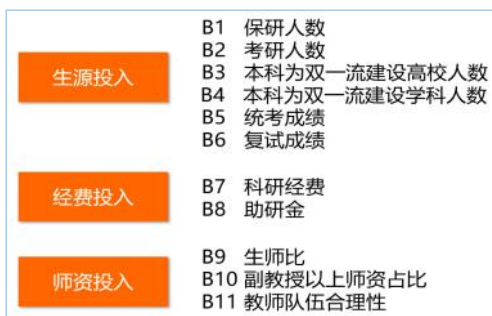 生源投入
B1 保研人数
B2 考研人数
B3 本科为双一流建设高校人数
B4 本科为双一流建设学科人数
B5 统考成绩
B6 复试成绩
经费投入
B7 科研经费
B8 助研金
师资投入
B9 生师比
B10 副教授以上师资占比
B11 教师队伍合理性